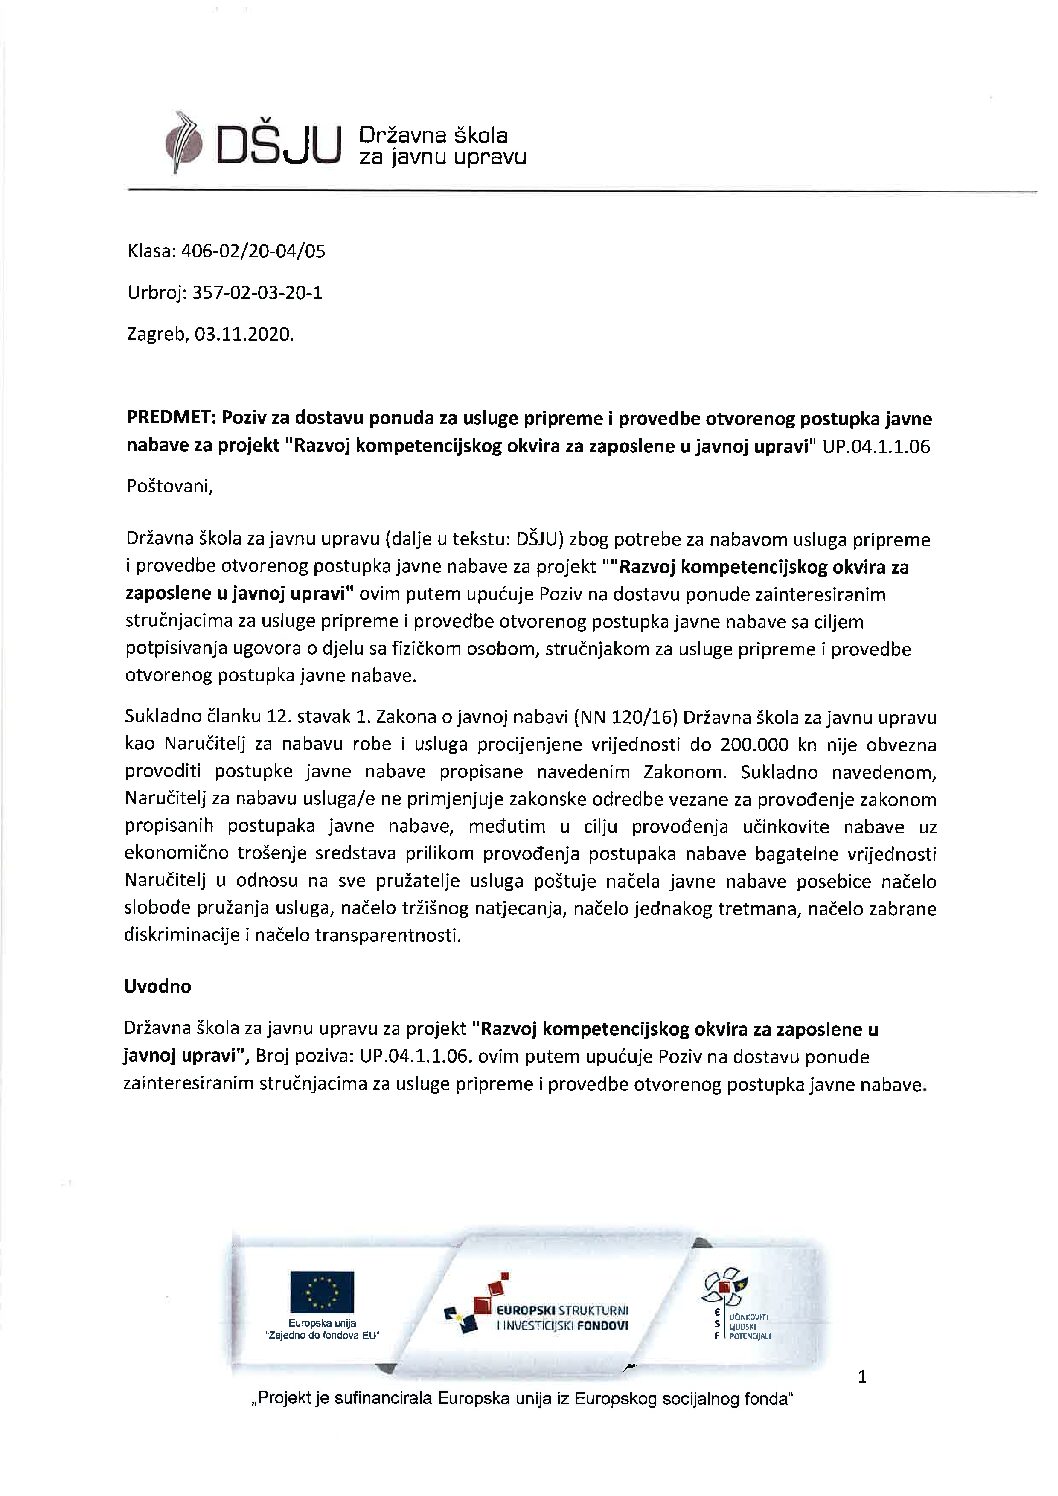 DŠJU Državna škola
za javnu upravu
Klasa: 406-02/20-04/05
Urbroj: 357-02-03-20-1
Zagreb, 03.11.2020.
PREDMET: Poziv za dostavu ponuda za usluge pripreme i provedbe otvorenog postupka javne
nabave za projekt "Razvoj kompetencijskog okvira za zaposlene u javnoj upravi" UP.04.1.1.06
Poštovani,
Državna škola za javnu upravu (dalje u tekstu: DŠJU) zbog potrebe za nabavom usluga pripreme
i provedbe otvorenog postupka javne nabave za projekt ""Razvoj kompetencijskog okvira za
zaposlene u javnoj upravi" ovim putem upućuje Poziv na dostavu ponude zainteresiranim
stručnjacima za usluge pripreme i provedbe otvorenog postupka javne nabave sa ciljem
potpisivanja ugovora o djelu sa fizičkom osobom, stručnjakom za usluge pripreme i provedbe
otvorenog postupka javne nabave.
Sukladno članku 12. stavak 1. Zakona o javnoj nabavi (NN 120/16) Državna škola za javnu upravu
kao Naručitelj za nabavu robe i usluga procijenjene vrijednosti do 200.000 kn nije obvezna
provoditi postupke javne nabave propisane navedenim Zakonom. Sukladno navedenom,
Naručitelj za nabavu usluga/e ne primjenjuje zakonske odredbe vezane za provođenje zakonom
propisanih postupaka javne nabave, međutim u cilju provođenja učinkovite nabave uz
ekonomično trošenje sredstava prilikom provođenja postupaka nabave bagatelne vrijednosti
Naručitelj u odnosu na sve pružatelje usluga poštuje načela javne nabave posebice načelo
slobode pružanja usluga, načelo tržišnog natjecanja, načelo jednakog tretmana, načelo zabrane
diskriminacije i načelo transparentnosti.
Uvodno
Državna škola za javnu upravu za projekt "Razvoj kompetencijskog okvira za zaposlene u
javnoj upravi", Broj poziva: UP.04.1.1.06. ovim putem upućuje Poziv na dostavu ponude
zainteresiranim stručnjacima za usluge pripreme i provedbe otvorenog postupka javne nabave.
Europska unija
"Zajedno do fondova EU"
EUROPSKI STRUKTURNI
I INVESTICIJSKI FONDOVI
E UČINKOVITI
S LJUDSKI
F POTENCIJALI
1
„Projekt je sufinancirala Europska unija iz Europskog socijalnog fonda“